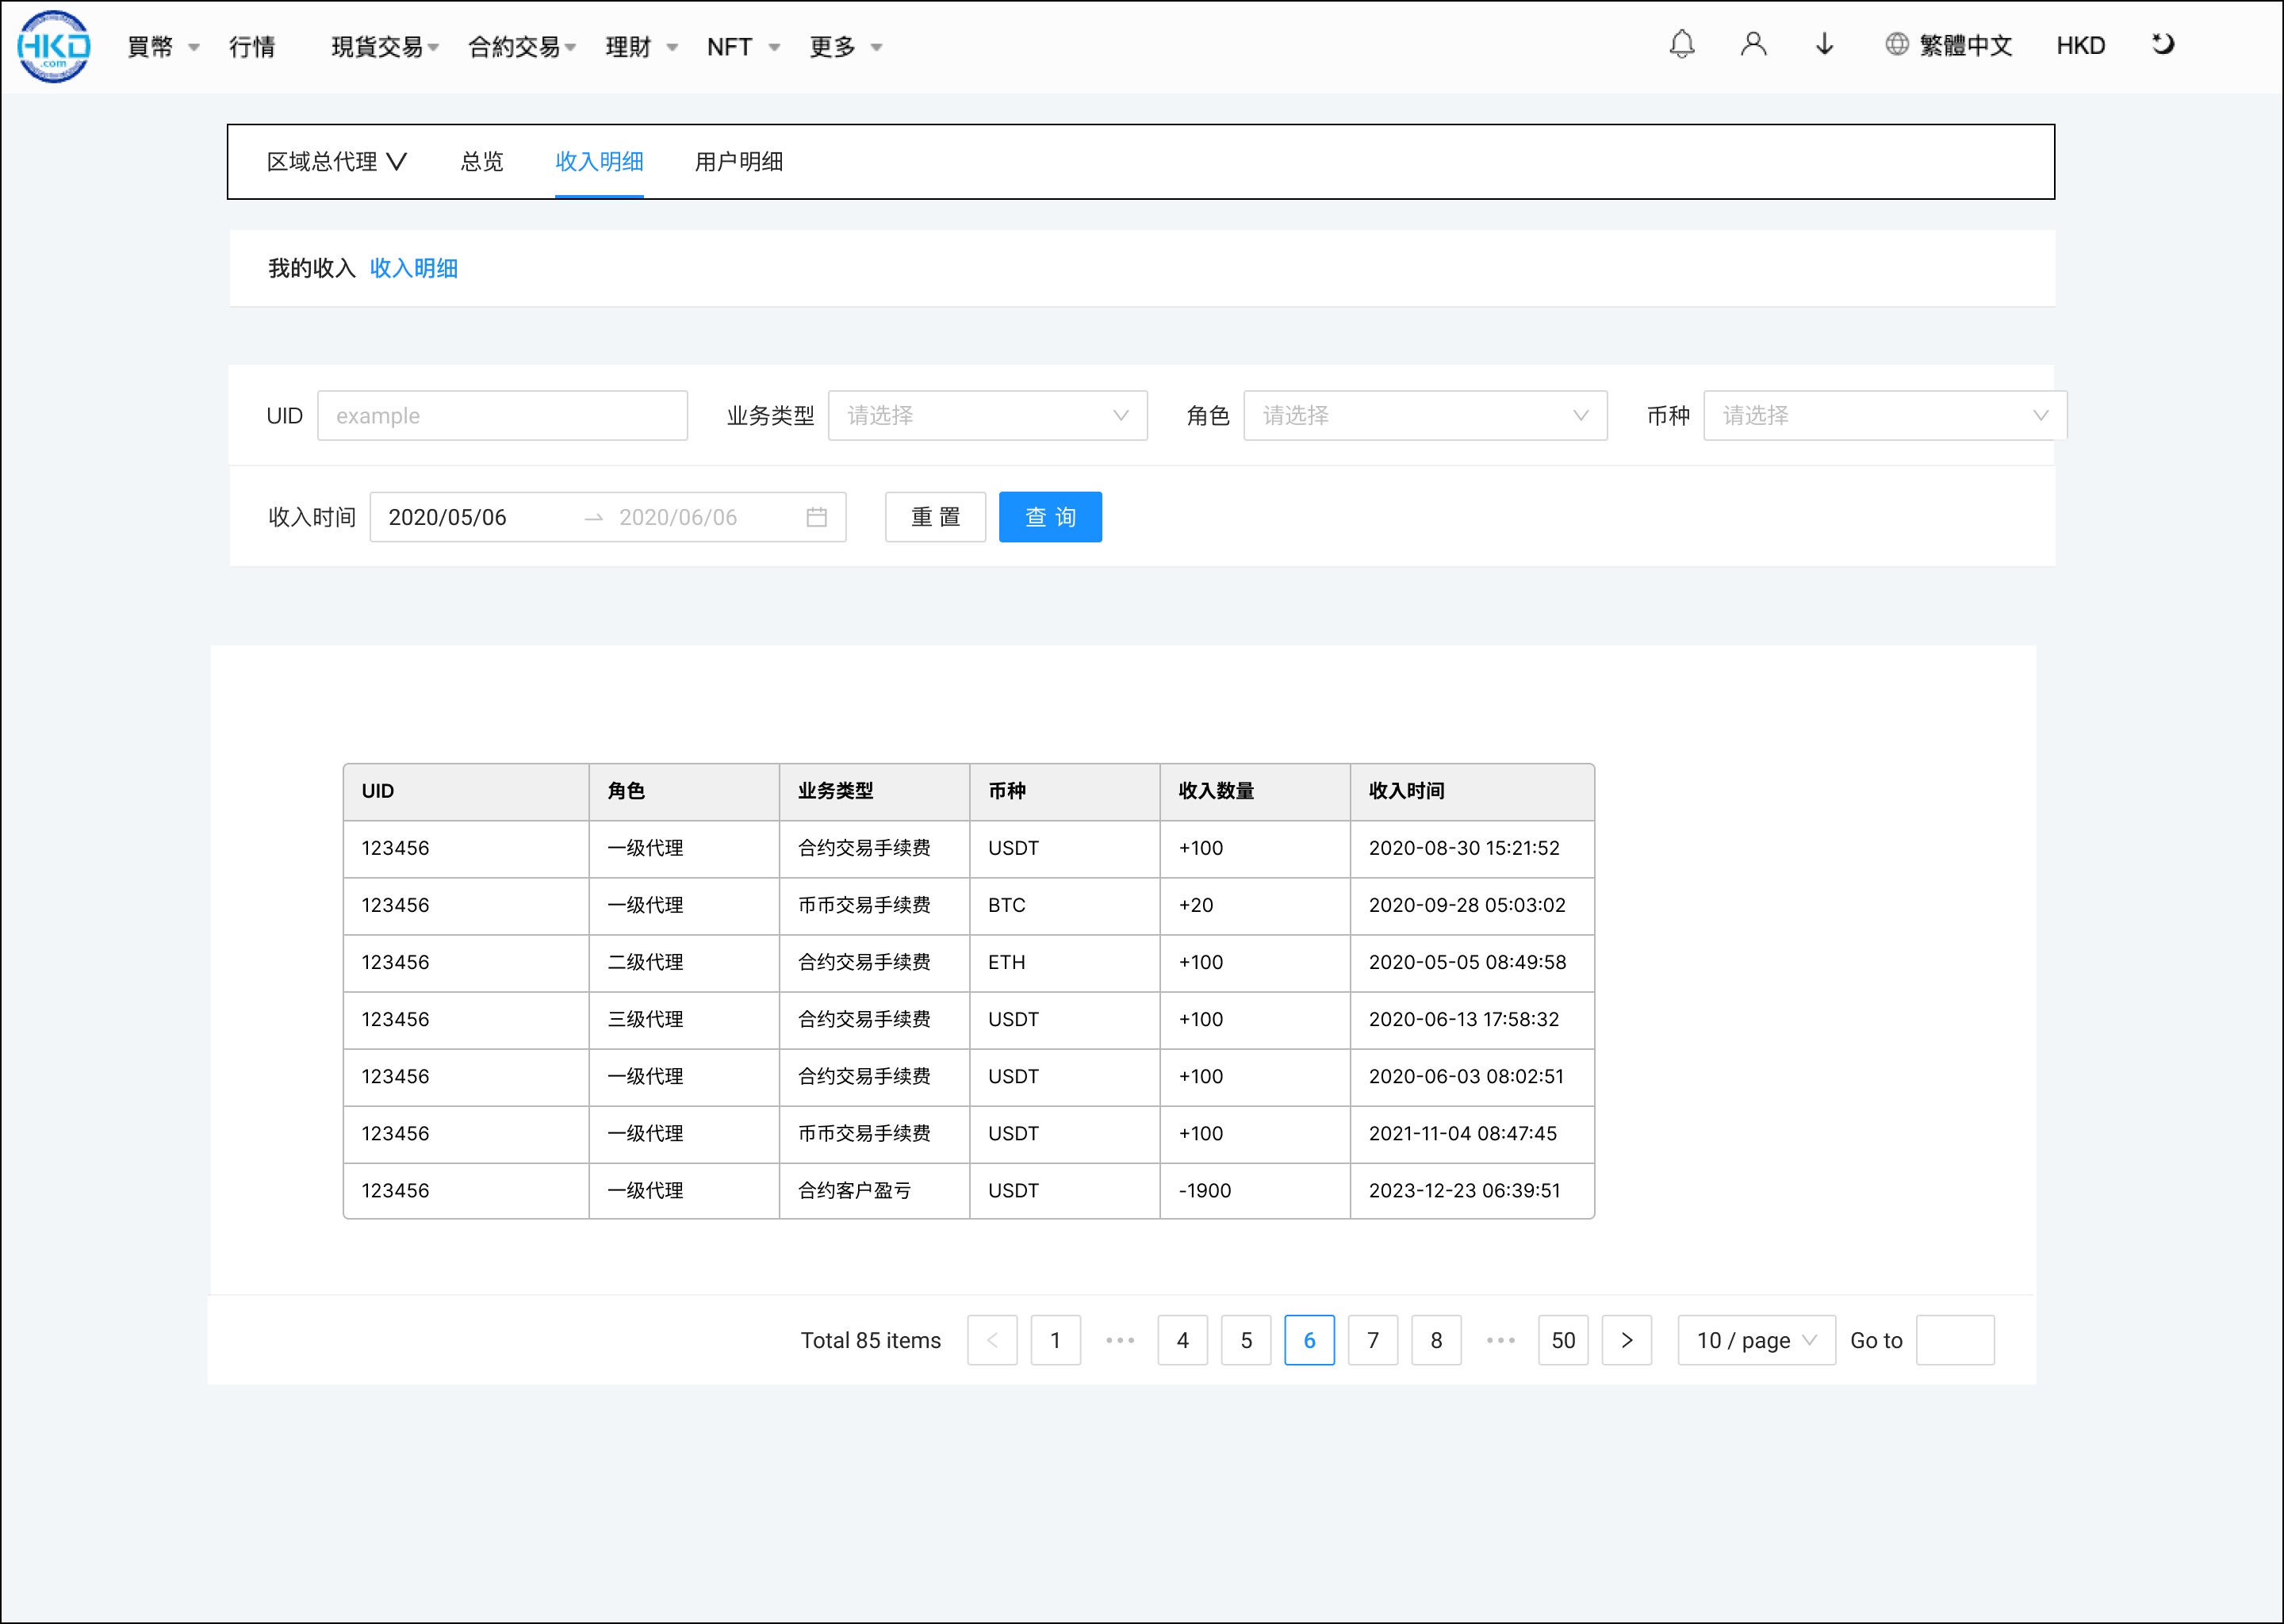 HKD
.com
買幣 行情 現貨交易 合約交易 理財 NFT 更多 繁體中文 HKD
区域总代理 总览 收入明细 用户明细
我的收入 收入明细
UID example 业务类型 请选择 角色 请选择 币种 请选择
收入时间 2020/05/06 2020/06/06 重 置 查 询
UID 角色 业务类型 币种 收入数量 收入时间
123456 一级代理 合约交易手续费 USDT +100 2020-08-30 15:21:52
123456 一级代理 币币交易手续费 BTC +20 2020-09-28 05:03:02
123456 二级代理 合约交易手续费 ETH +100 2020-05-05 08:49:58
123456 三级代理 合约交易手续费 USDT +100 2020-06-13 17:58:32
123456 一级代理 合约交易手续费 USDT +100 2020-06-03 08:02:51
123456 一级代理 币币交易手续费 USDT +100 2021-11-04 08:47:45
123456 一级代理 合约客户盈亏 USDT -1900 2023-12-23 06:39:51
Total 85 items < 1 ••• 4 5 6 7 8 ••• 50 > 10 / page Go to